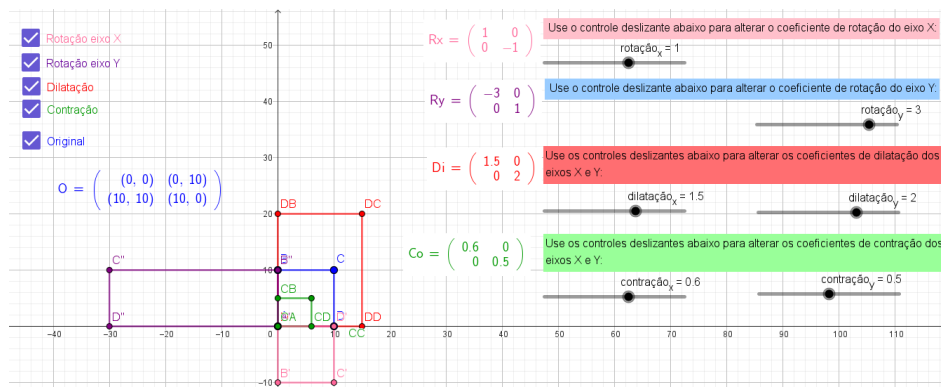 Rotação eixo X
Rotação eixo Y
Dilatação
Contração
Original
O = ( (0, 0) (0, 10)
(10, 10) (10, 0) )
Rx = ( 1 0
0 −1 )
Ry = ( −3 0
0 1 )
Di = ( 1.5 0
0 2 )
Co = ( 0.6 0
0 0.5 )
Use o controle deslizante abaixo para alterar o coeficiente de rotação do eixo X:
rotação_x = 1
Use o controle deslizante abaixo para alterar o coeficiente de rotação do eixo Y:
rotação_y = 3
Use os controles deslizantes abaixo para alterar os coeficientes de dilatação dos
eixos X e Y:
dilatação_x = 1.5
dilatação_y = 2
Use os controles deslizantes abaixo para alterar os coeficientes de contração dos
eixos X e Y:
contração_x = 0.6
contração_y = 0.5
50
40
30
20
10
−10
DB DC
C" B" C
CB
D" DA CD D' DD
CC
B' C'
−40 −30 −20 −10 0 10 20 30 40 50 60 70 80 90 100 110